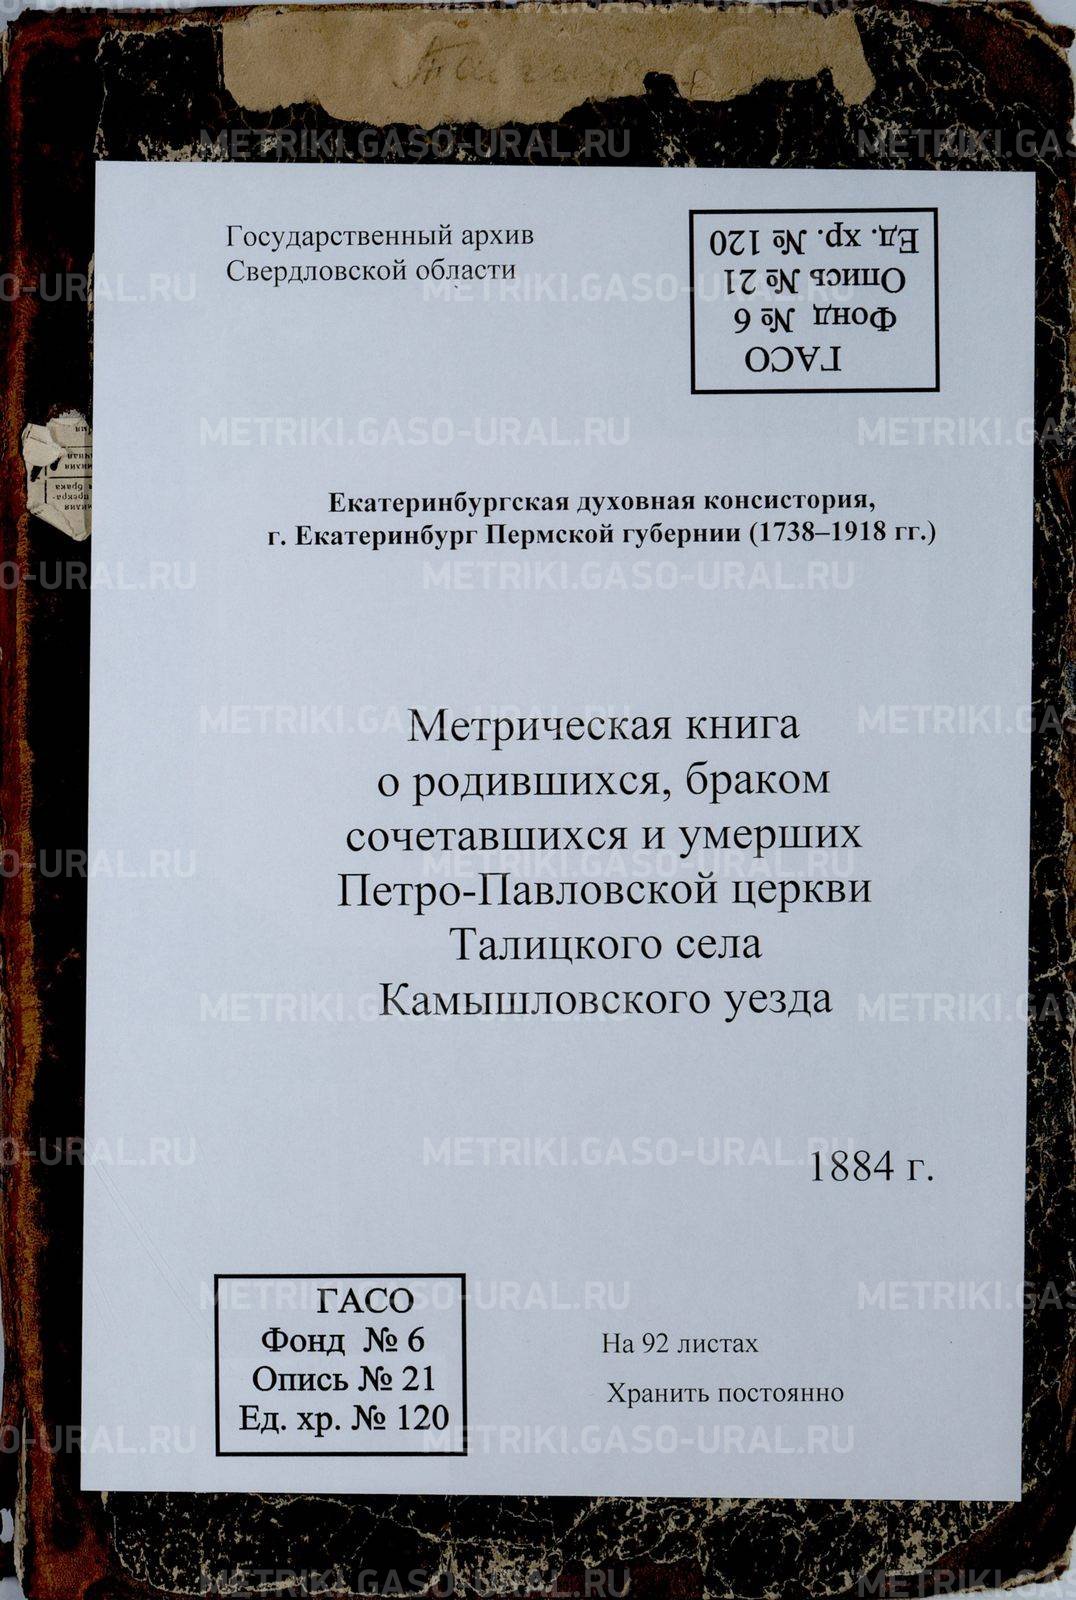 Государственный архив
Свердловской области
ГАСО
Фонд № 6
Опись № 21
Ед. хр. № 120
Екатеринбургская духовная консистория,
г. Екатеринбург Пермской губернии (1738–1918 гг.)
Метрическая книга
о родившихся, браком
сочетавшихся и умерших
Петро-Павловской церкви
Талицкого села
Камышловского уезда
1884 г.
ГАСО
Фонд № 6
Опись № 21
Ед. хр. № 120
На 92 листах
Хранить постоянно
METRIKI.GASO-URAL.RU